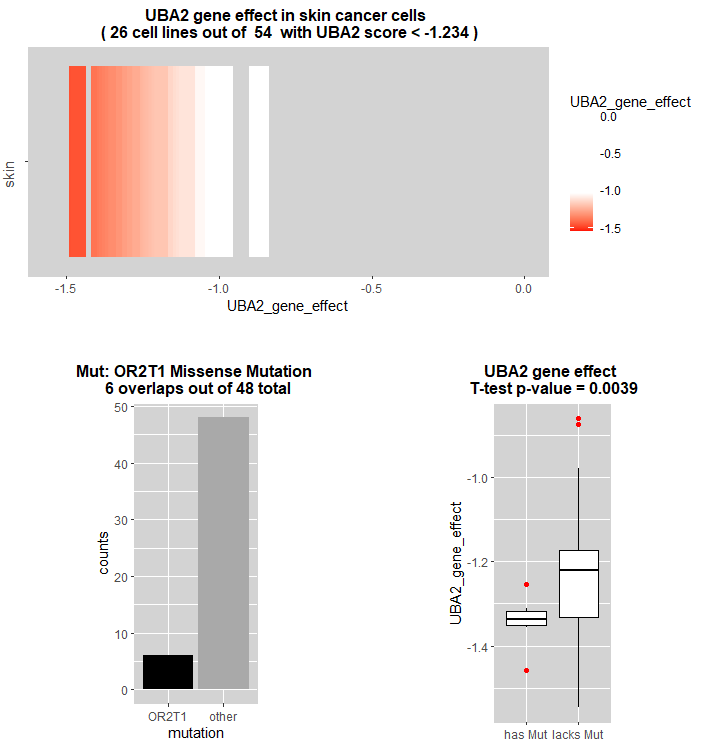 UBA2 gene effect in skin cancer cells
( 26 cell lines out of 54 with UBA2 score < -1.234 )
skin
-1.5 -1.0 -0.5 0.0
UBA2_gene_effect
UBA2_gene_effect
0.0
-0.5
-1.0
-1.5
Mut: OR2T1 Missense Mutation
6 overlaps out of 48 total
counts
50
40
30
20
10
0
OR2T1 other
mutation
UBA2 gene effect
T-test p-value = 0.0039
UBA2_gene_effect
-1.0
-1.2
-1.4
has Mut lacks Mut